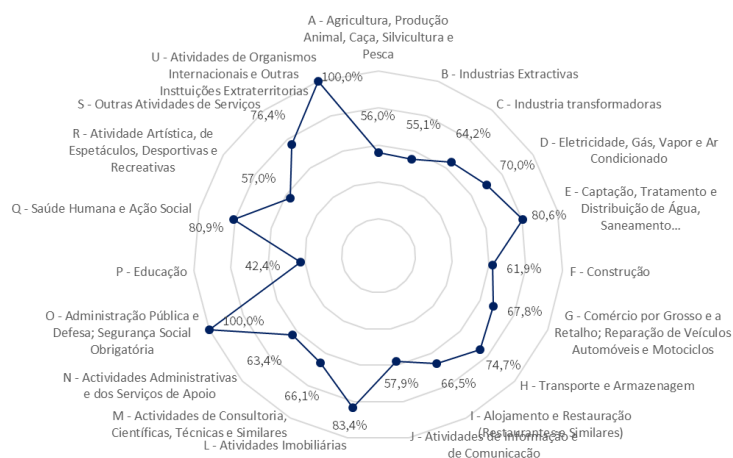 A - Agricultura, Produção
Animal, Caça, Silvicultura e
Pesca
56,0%
B - Industrias Extractivas
55,1%
C - Industria transformadoras
64,2%
D - Eletricidade, Gás, Vapor e Ar
Condicionado
70,0%
E - Captação, Tratamento e
Distribuição de Água,
Saneamento...
80,6%
F - Construção
61,9%
G - Comércio por Grosso e a
Retalho; Reparação de Veículos
Automóveis e Motociclos
67,8%
H - Transporte e Armazenagem
74,7%
I - Alojamento e Restauração
(Restaurantes e Similares)
66,5%
J - Atividades de Informação e
de Comunicação
57,9%
L - Atividades Imobiliárias
83,4%
M - Actividades de Consultoria,
Científicas, Técnicas e Similares
66,1%
N - Actividades Administrativas
e dos Serviços de Apoio
63,4%
O - Administração Pública e
Defesa; Segurança Social
Obrigatória
100,0%
P - Educação
42,4%
Q - Saúde Humana e Ação Social
80,9%
R - Atividade Artística, de
Espetáculos, Desportivas e
Recreativas
57,0%
S - Outras Atividades de Serviços
76,4%
U - Atividades de Organismos
Internacionais e Outras
Insttuições Extraterritorias
100,0%